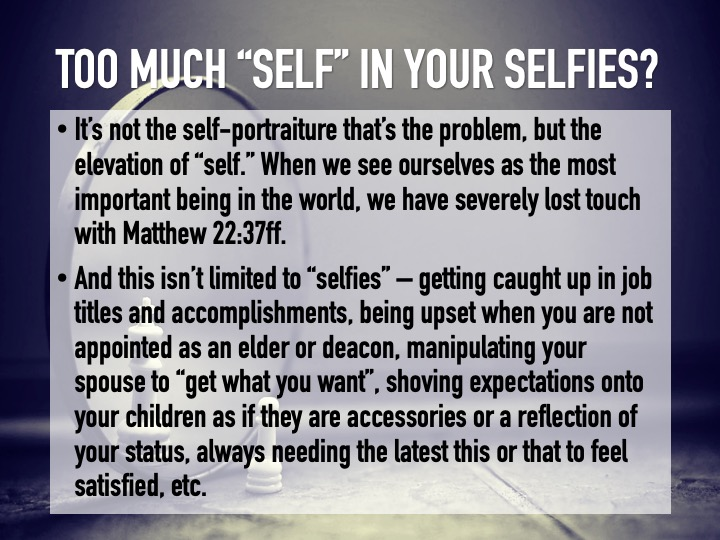 TOO MUCH “SELF” IN YOUR SELFIES?
• It’s not the self-portraiture that’s the problem, but the
elevation of “self.” When we see ourselves as the most
important being in the world, we have severely lost touch
with Matthew 22:37ff.
• And this isn’t limited to “selfies” – getting caught up in job
titles and accomplishments, being upset when you are not
appointed as an elder or deacon, manipulating your
spouse to “get what you want”, shoving expectations onto
your children as if they are accessories or a reflection of
your status, always needing the latest this or that to feel
satisfied, etc.